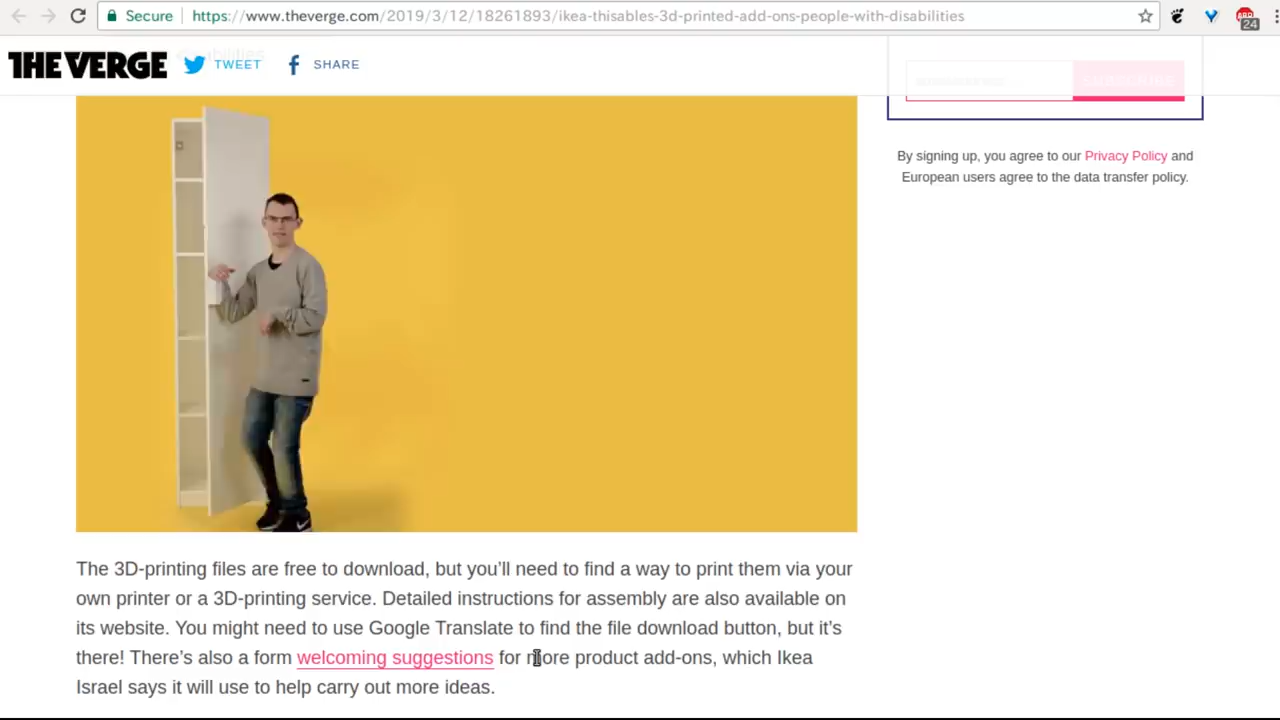 Secure https://www.theverge.com/2019/3/12/18261893/ikea-thisables-3d-printed-add-ons-people-with-disabilities
24
THE VERGE TWEET SHARE
SUBSCRIBE
By signing up, you agree to our Privacy Policy and
European users agree to the data transfer policy.
The 3D-printing files are free to download, but you’ll need to find a way to print them via your
own printer or a 3D-printing service. Detailed instructions for assembly are also available on
its website. You might need to use Google Translate to find the file download button, but it’s
there! There’s also a form welcoming suggestions for more product add-ons, which Ikea
Israel says it will use to help carry out more ideas.